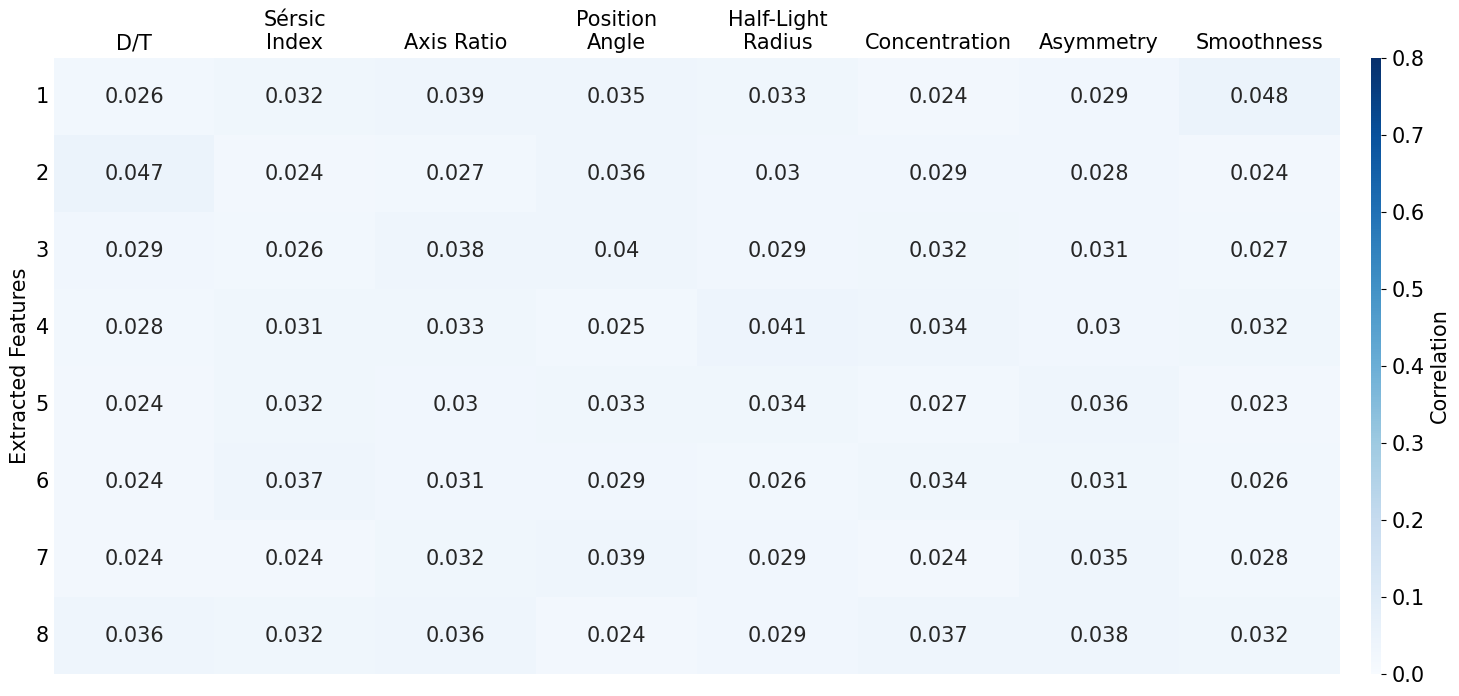 Sérsic
Position
Half-Light
D/T
Index
Axis Ratio
Angle
Radius
Concentration
Asymmetry
Smoothness
1 0.026 0.032 0.039 0.035 0.033 0.024 0.029 0.048
2 0.047 0.024 0.027 0.036 0.03 0.029 0.028 0.024
3 0.029 0.026 0.038 0.04 0.029 0.032 0.031 0.027
4 0.028 0.031 0.033 0.025 0.041 0.034 0.03 0.032
5 0.024 0.032 0.03 0.033 0.034 0.027 0.036 0.023
6 0.024 0.037 0.031 0.029 0.026 0.034 0.031 0.026
7 0.024 0.024 0.032 0.039 0.029 0.024 0.035 0.028
8 0.036 0.032 0.036 0.024 0.029 0.037 0.038 0.032
Extracted Features
0.8
0.7
0.6
0.5
0.4
0.3
0.2
0.1
0.0
Correlation